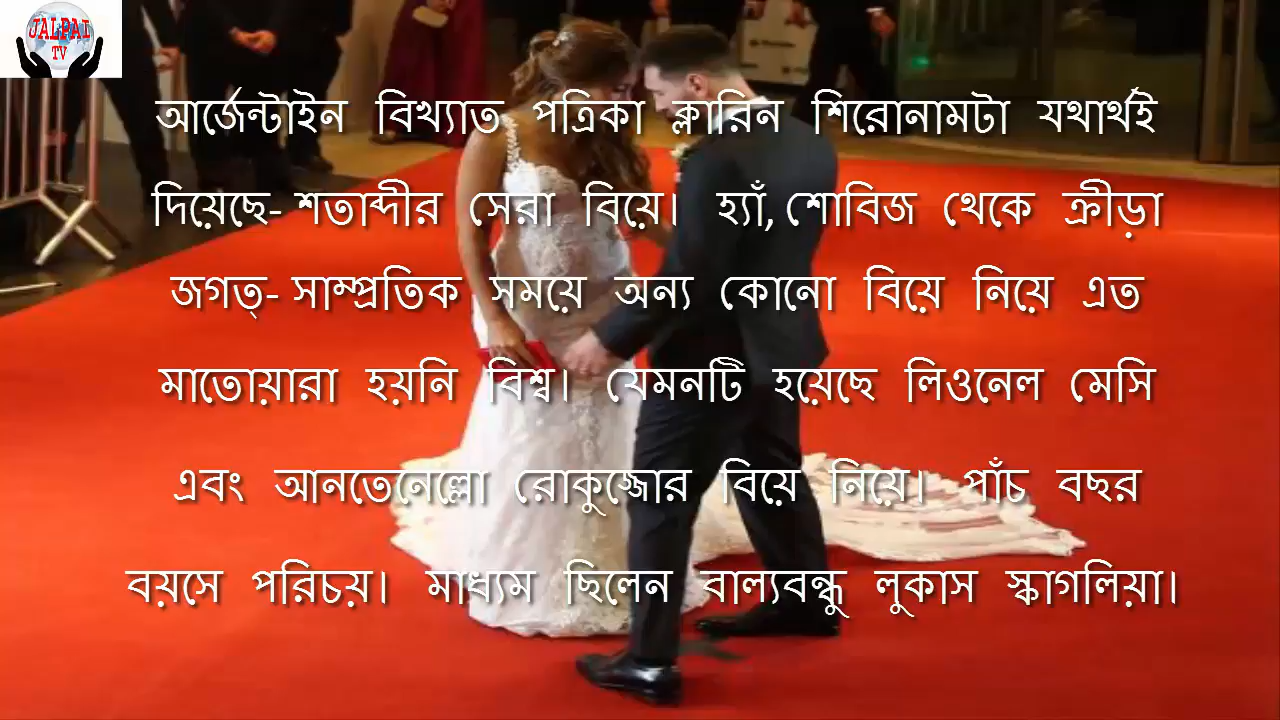 JALPAI
TV
আর্জেন্টাইন বিখ্যাত পত্রিকা ক্লারিন শিরোনামটা যথার্থই
দিয়েছে- শতাব্দীর সেরা বিয়ে। হ্যাঁ, শোবিজ থেকে ক্রীড়া
জগত্- সাম্প্রতিক সময়ে অন্য কোনো বিয়ে নিয়ে এত
মাতোয়ারা হয়নি বিশ্ব। যেমনটি হয়েছে লিওনেল মেসি
এবং আনতেনেল্লো রোকুজ্জোর বিয়ে নিয়ে। পাঁচ বছর
বয়সে পরিচয়। মাধ্যম ছিলেন বাল্যবন্ধু লুকাস স্কাগলিয়া।